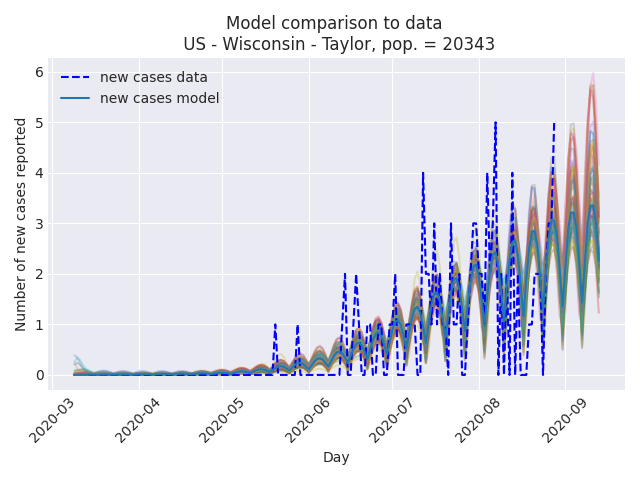 Model comparison to data
US - Wisconsin - Taylor, pop. = 20343
new cases data
new cases model
Number of new cases reported
6
5
4
3
2
1
0
2020-03
2020-04
2020-05
2020-06
2020-07
2020-08
2020-09
Day